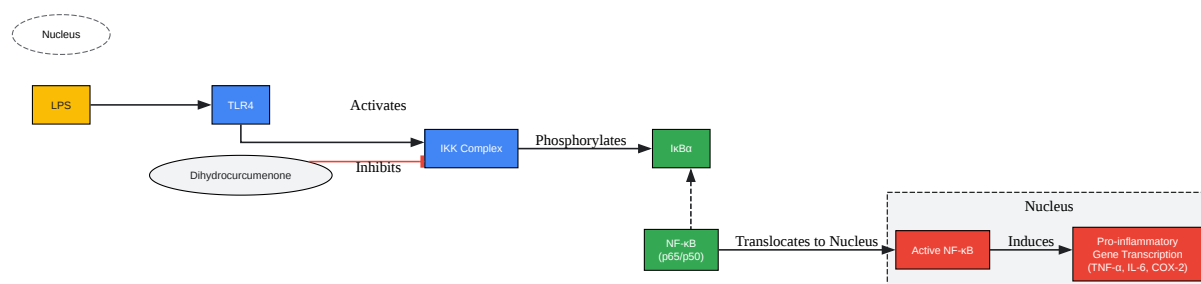 Nucleus
LPS
TLR4
Activates
IKK Complex
Phosphorylates
IκBα
Dihydrocurcumenone
Inhibits
Nucleus
NF-κB
(p65/p50)
Translocates to Nucleus
Active NF-κB
Induces
Pro-inflammatory
Gene Transcription
(TNF-α, IL-6, COX-2)